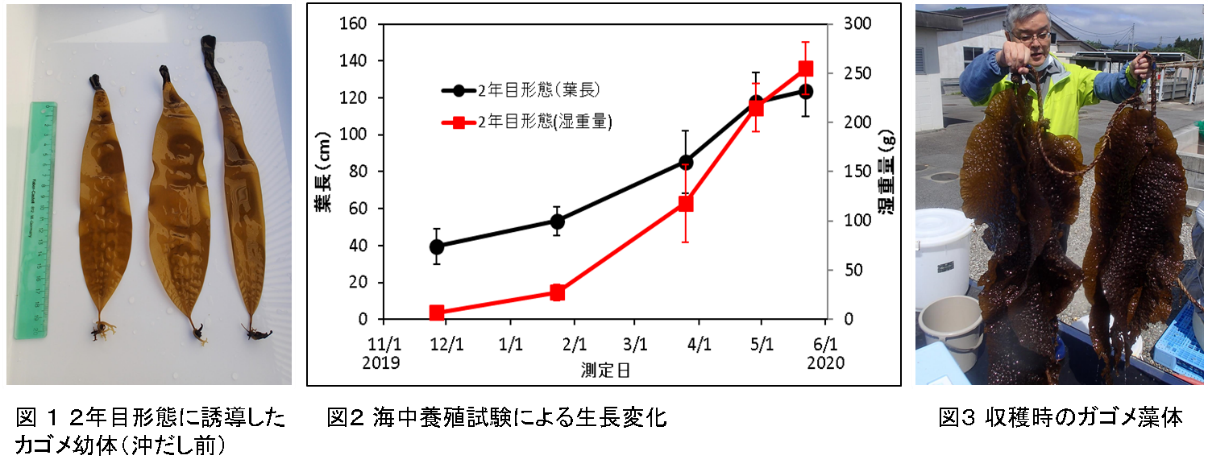 160
140
120
100
80
60
40
20
0
葉長(cm)
300
250
200
150
100
50
0
湿重量(g)
2年目形態(葉長)
2年目形態(湿重量)
11/1 12/1 1/1 2/1 3/1 4/1 5/1 6/1
2019 2020
測定日
図 1 2年目形態に誘導した
カゴメ幼体(沖だし前)
図2 海中養殖試験による生長変化
図3 収穫時のガゴメ藻体